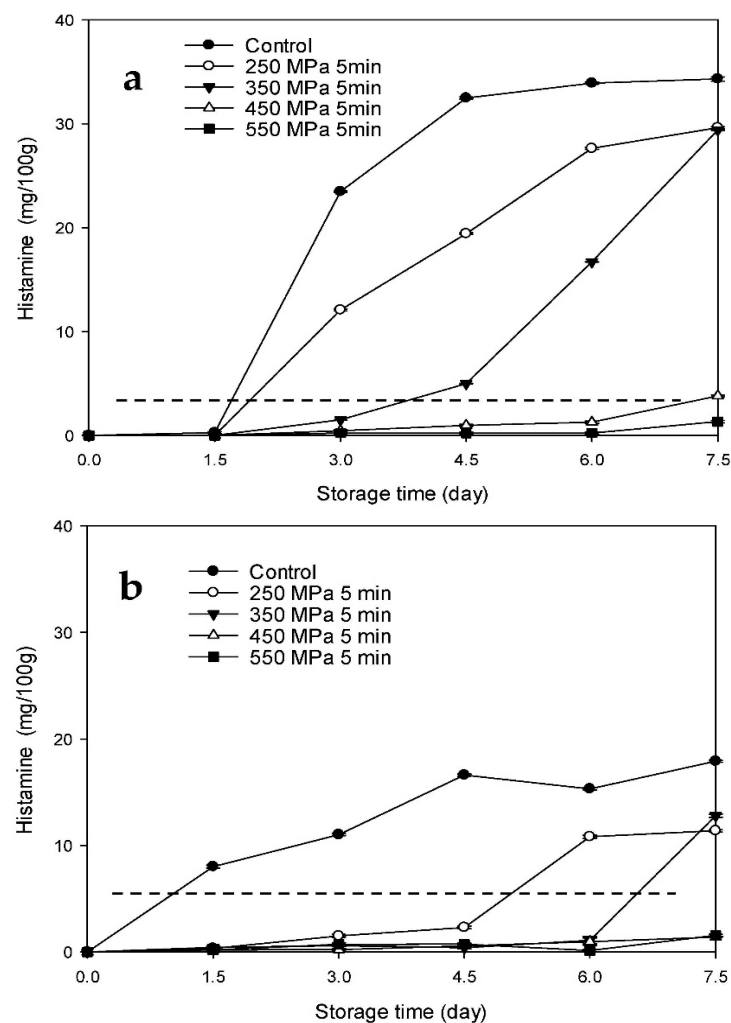 40
30
20
10
0
Histamine (mg/100g)
a
Control
250 MPa 5min
350 MPa 5min
450 MPa 5min
550 MPa 5min
0.0 1.5 3.0 4.5 6.0 7.5
Storage time (day)
40
30
20
10
0
Histamine (mg/100g)
b
Control
250 MPa 5 min
350 MPa 5 min
450 MPa 5 min
550 MPa 5 min
0.0 1.5 3.0 4.5 6.0 7.5
Storage time (day)